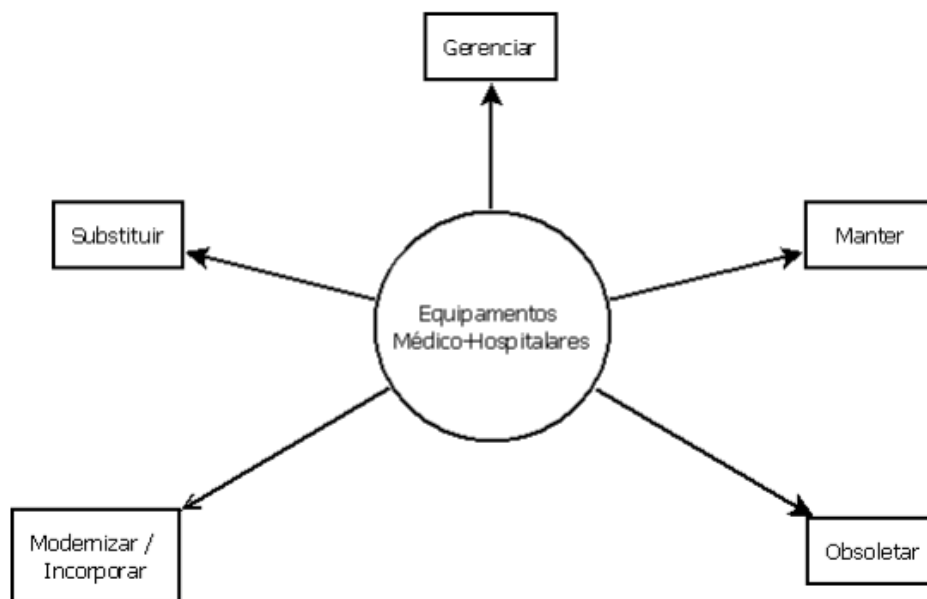 Gerenciar
Substituir
Manter
Equipamentos
Médico-Hospitalares
Modernizar /
Incorporar
Obsoletar